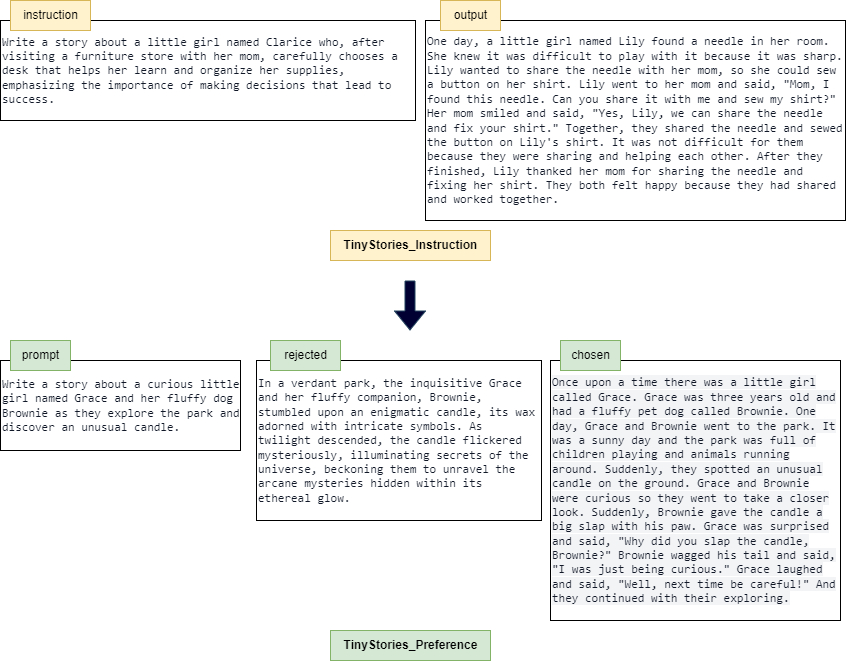 instruction
Write a story about a little girl named Clarice who, after
visiting a furniture store with her mom, carefully chooses a
desk that helps her learn and organize her supplies,
emphasizing the importance of making decisions that lead to
success.
output
One day, a little girl named Lily found a needle in her room.
She knew it was difficult to play with it because it was sharp.
Lily wanted to share the needle with her mom, so she could sew
a button on her shirt. Lily went to her mom and said, "Mom, I
found this needle. Can you share it with me and sew my shirt?"
Her mom smiled and said, "Yes, Lily, we can share the needle
and fix your shirt." Together, they shared the needle and sewed
the button on Lily's shirt. It was not difficult for them
because they were sharing and helping each other. After they
finished, Lily thanked her mom for sharing the needle and
fixing her shirt. They both felt happy because they had shared
and worked together.
TinyStories_Instruction
prompt
Write a story about a curious little
girl named Grace and her fluffy dog
Brownie as they explore the park and
discover an unusual candle.
rejected
In a verdant park, the inquisitive Grace
and her fluffy companion, Brownie,
stumbled upon an enigmatic candle, its wax
adorned with intricate symbols. As
twilight descended, the candle flickered
mysteriously, illuminating secrets of the
universe, beckoning them to unravel the
arcane mysteries hidden within its
ethereal glow.
chosen
Once upon a time there was a little girl
called Grace. Grace was three years old and
had a fluffy pet dog called Brownie. One
day, Grace and Brownie went to the park. It
was a sunny day and the park was full of
children playing and animals running
around. Suddenly, they spotted an unusual
candle on the ground. Grace and Brownie
were curious so they went to take a closer
look. Suddenly, Brownie gave the candle a
big slap with his paw. Grace was surprised
and said, "Why did you slap the candle,
Brownie?" Brownie wagged his tail and said,
"I was just being curious." Grace laughed
and said, "Well, next time be careful!" And
they continued with their exploring.
TinyStories_Preference